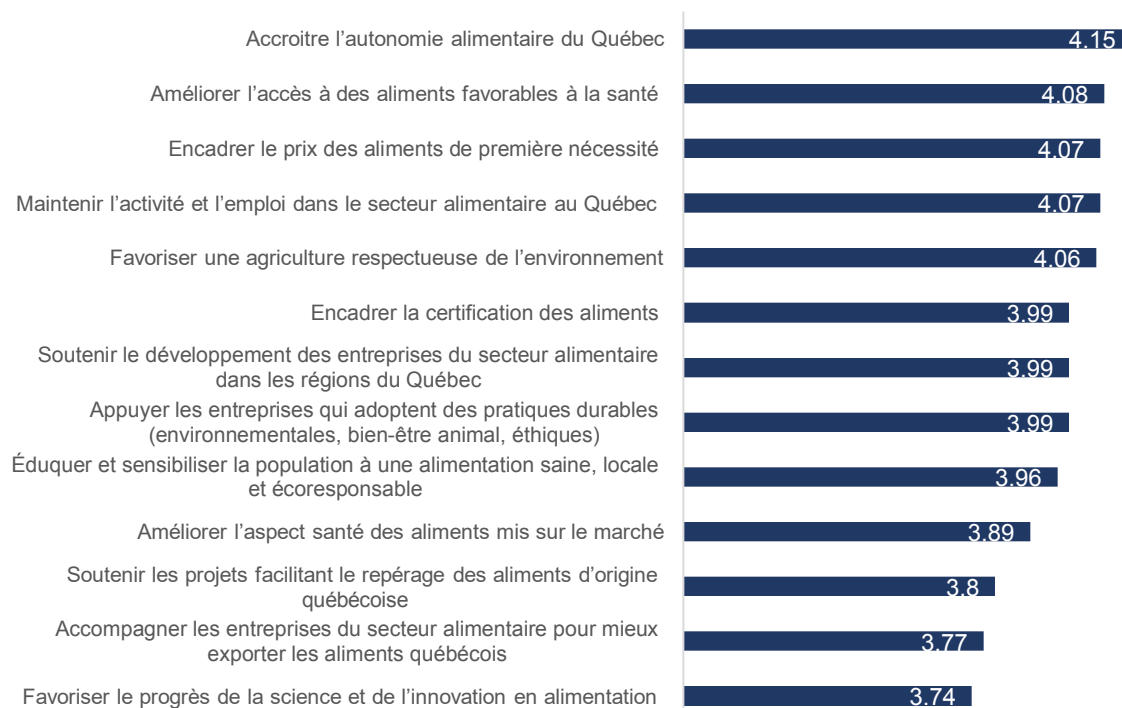 Accroitre l’autonomie alimentaire du Québec
4.15
Améliorer l’accès à des aliments favorables à la santé
4.08
Encadrer le prix des aliments de première nécessité
4.07
Maintenir l’activité et l’emploi dans le secteur alimentaire au Québec
4.07
Favoriser une agriculture respectueuse de l’environnement
4.06
Encadrer la certification des aliments
3.99
Soutenir le développement des entreprises du secteur alimentaire
dans les régions du Québec
3.99
Appuyer les entreprises qui adoptent des pratiques durables
(environnementales, bien-être animal, éthiques)
3.99
Éduquer et sensibiliser la population à une alimentation saine, locale
et écoresponsable
3.96
Améliorer l’aspect santé des aliments mis sur le marché
3.89
Soutenir les projets facilitant le repérage des aliments d’origine
québécoise
3.8
Accompagner les entreprises du secteur alimentaire pour mieux
exporter les aliments québécois
3.77
Favoriser le progrès de la science et de l’innovation en alimentation
3.74